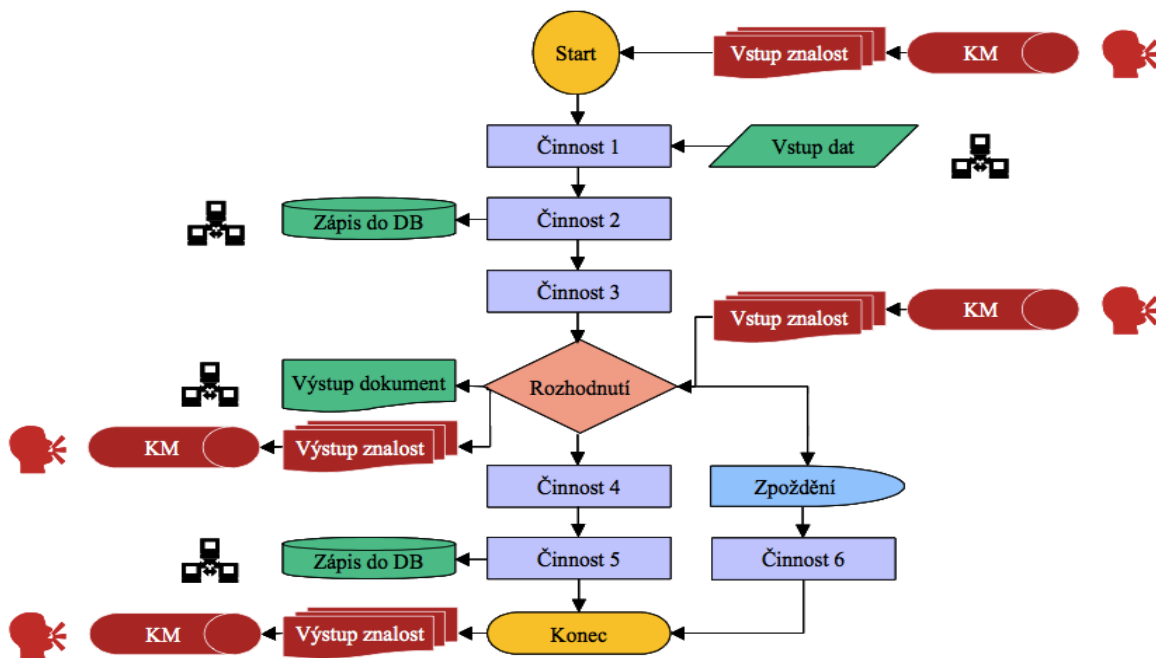 Start
Vstup znalost
KM
Činnost 1
Vstup dat
Zápis do DB
Činnost 2
Činnost 3
Vstup znalost
KM
Výstup dokument
Rozhodnutí
KM
Výstup znalost
Činnost 4
Zpoždění
Zápis do DB
Činnost 5
Činnost 6
KM
Výstup znalost
Konec